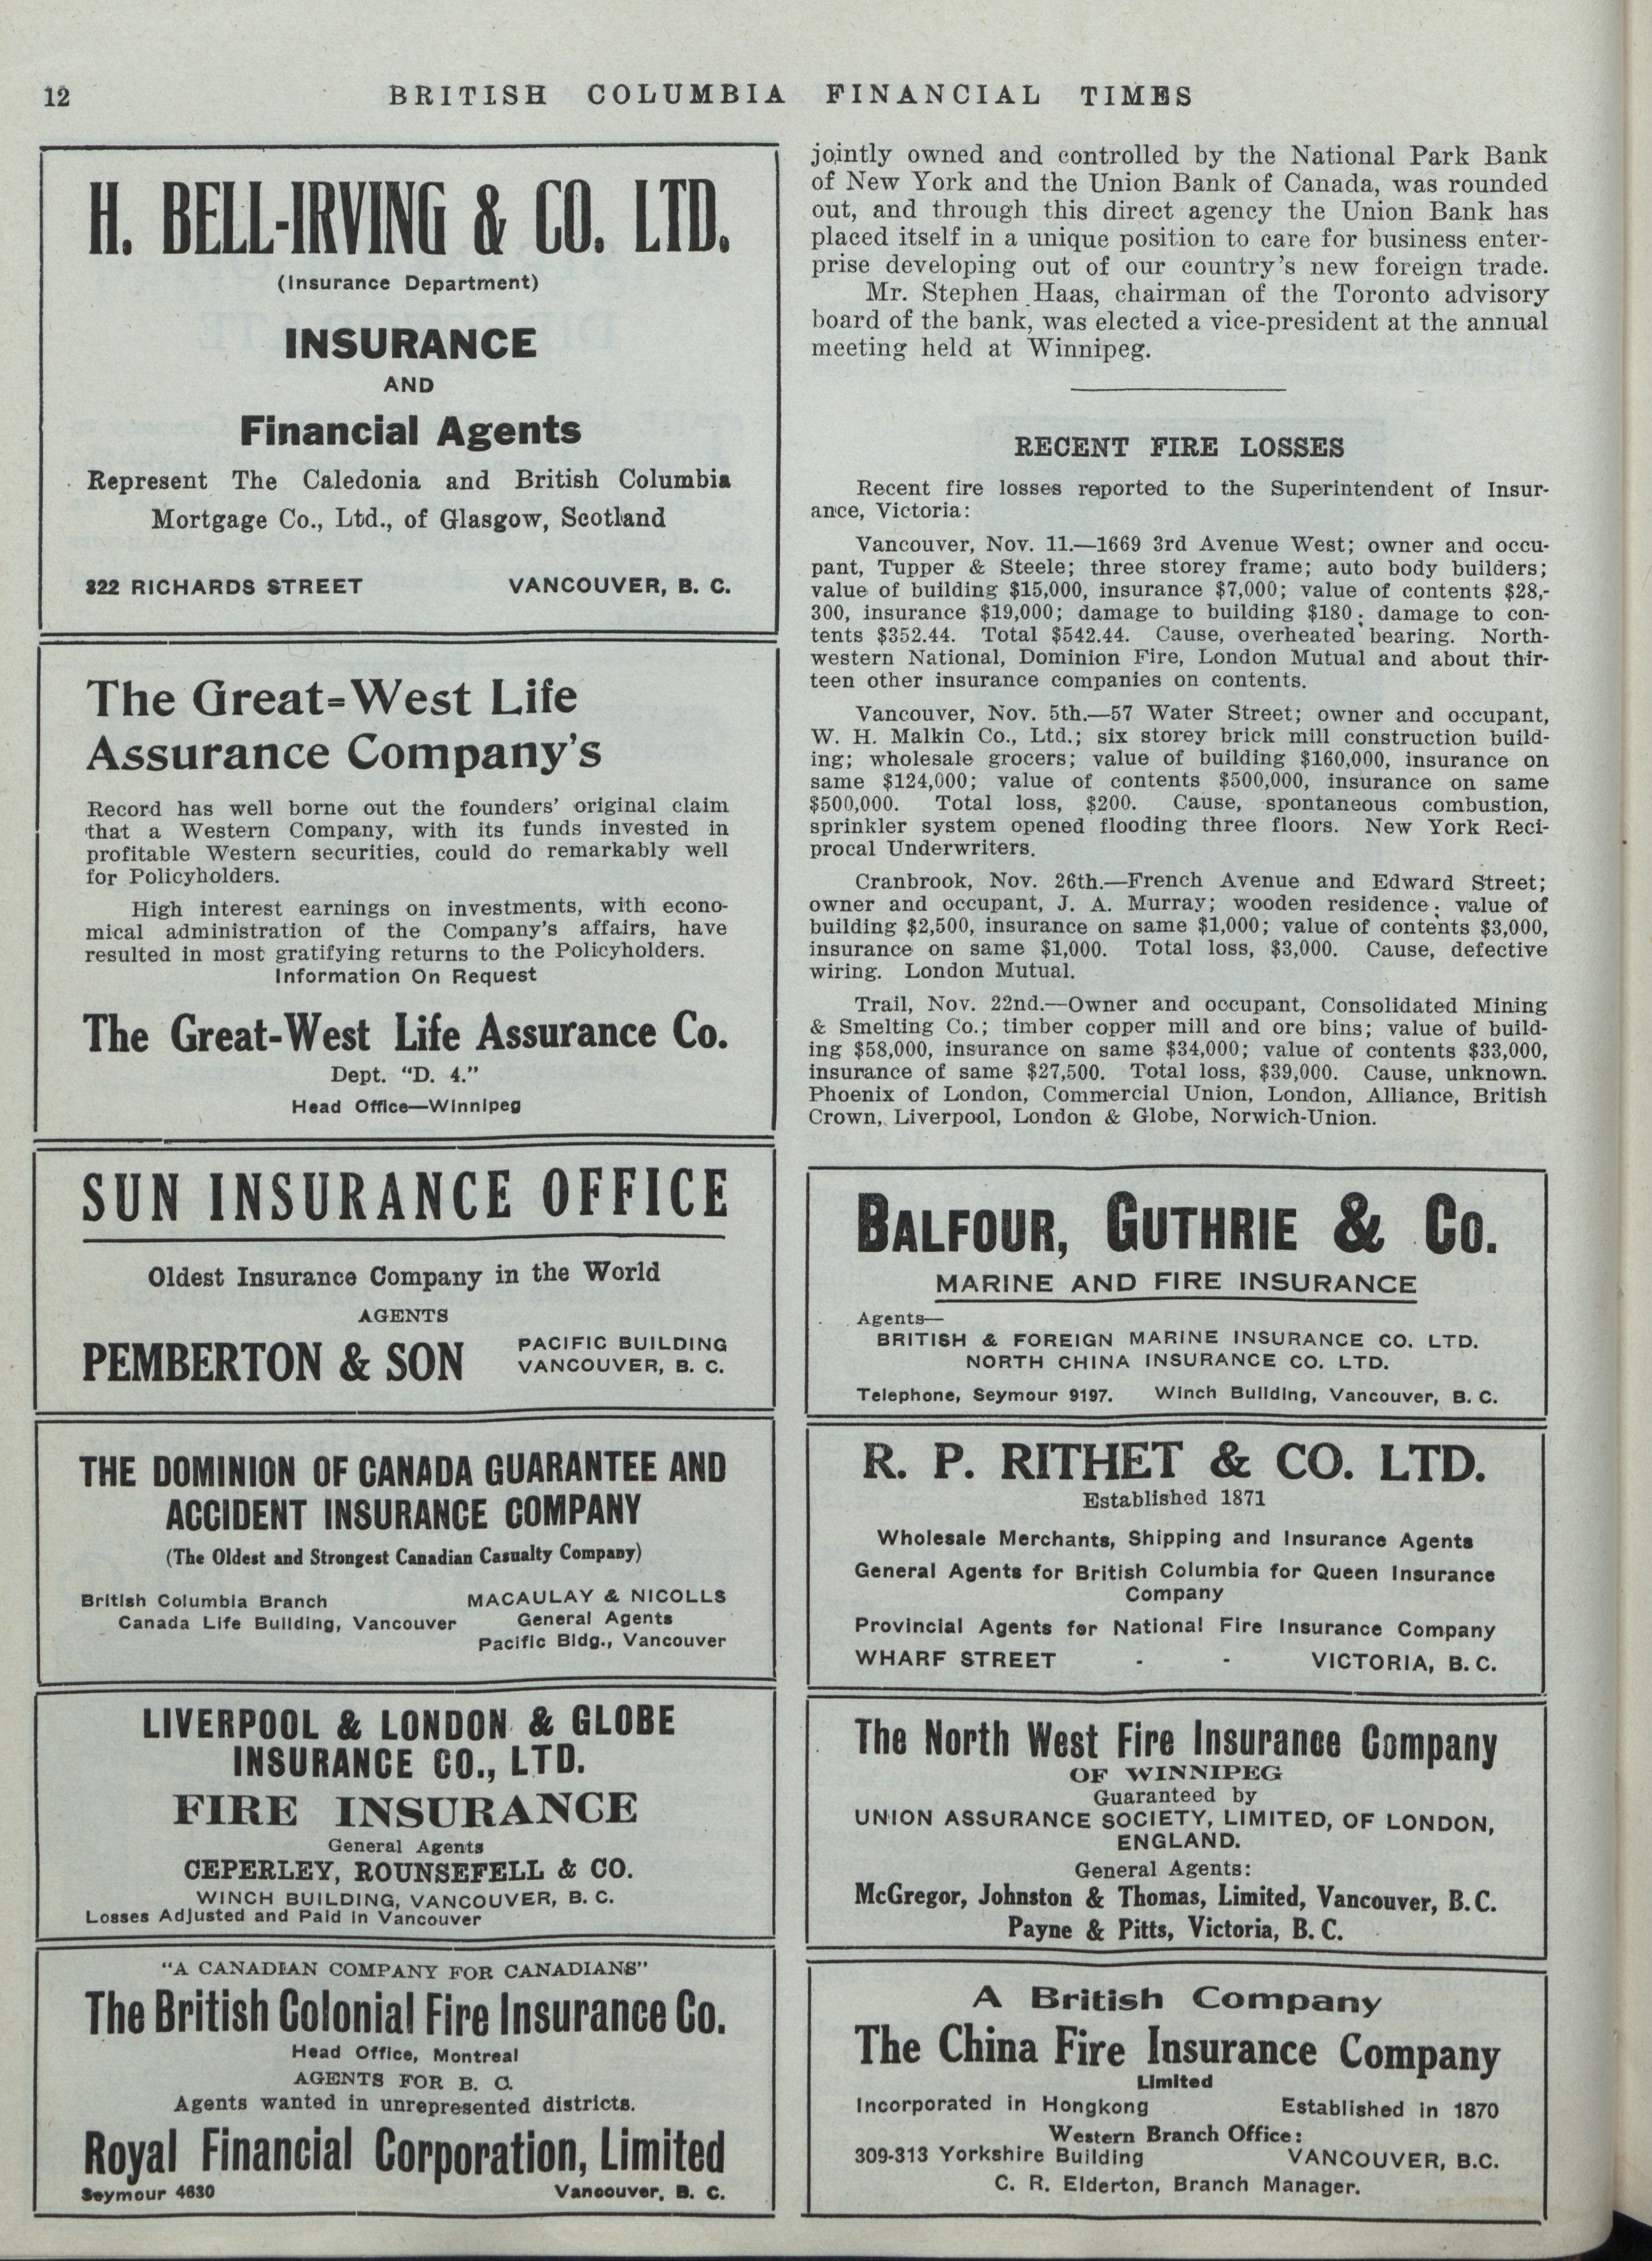 12
BRITISH COLUMBIA FINANCIAL TIMES
H. BELL-IRVING & CO. LTD.
(Insurance Department)
INSURANCE
AND
Financial Agents
Represent The Caledonia and British Columbia
Mortgage Co., Ltd., of Glasgow, Scotland
322 RICHARDS STREET VANCOUVER, B. C.
The Great-West Life
Assurance Company's
Record has well borne out the founders' original claim
that a Western Company, with its funds invested in
profitable Western securities, could do remarkably well
for Policyholders.
High interest earnings on investments, with econo-
mical administration of the Company's affairs, have
resulted in most gratifying returns to the Policyholders.
Information On Request
The Great-West Life Assurance Co.
Dept. "D. 4."
Head Office—Winnipeg
SUN INSURANCE OFFICE
Oldest Insurance Company in the World
AGENTS
PEMBERTON & SON
PACIFIC BUILDING
VANCOUVER, B. C.
THE DOMINION OF CANADA GUARANTEE AND
ACCIDENT INSURANCE COMPANY
(The Oldest and Strongest Canadian Casualty Company)
British Columbia Branch
Canada Life Building, Vancouver
MACAULAY & NICOLLS
General Agents
Pacific Bldg., Vancouver
LIVERPOOL & LONDON & GLOBE
INSURANCE CO., LTD.
FIRE INSURANCE
General Agents
CEPERLEY, ROUNSEFELL & CO.
WINCH BUILDING, VANCOUVER, B. C.
Losses Adjusted and Paid in Vancouver
"A CANADIAN COMPANY FOR CANADIANS"
The British Colonial Fire Insurance Co.
Head Office, Montreal
AGENTS FOR B. C.
Agents wanted in unrepresented districts.
Royal Financial Corporation, Limited
Seymour 4630 Vancouver, B. C.
jointly owned and controlled by the National Park Bank
of New York and the Union Bank of Canada, was rounded
out, and through this direct agency the Union Bank has
placed itself in a unique position to care for business enter-
prise developing out of our country's new foreign trade.
Mr. Stephen Haas, chairman of the Toronto advisory
board of the bank, was elected a vice-president at the annual
meeting held at Winnipeg.
RECENT FIRE LOSSES
Recent fire losses reported to the Superintendent of Insur-
ance, Victoria:
Vancouver, Nov. 11.—1669 3rd Avenue West; owner and occu-
pant, Tupper & Steele; three storey frame; auto body builders;
value of building $15,000, insurance $7,000; value of contents $28,-
300, insurance $19,000; damage to building $180; damage to con-
tents $352.44. Total $542.44. Cause, overheated bearing. North-
western National, Dominion Fire, London Mutual and about thir-
teen other insurance companies on contents.
Vancouver, Nov. 5th.—57 Water Street; owner and occupant,
W. H. Malkin Co., Ltd.; six storey brick mill construction build-
ing; wholesale grocers; value of building $160,000, insurance on
same $124,000; value of contents $500,000, insurance on same
$500,000. Total loss, $200. Cause, spontaneous combustion,
sprinkler system opened flooding three floors. New York Reci-
procal Underwriters.
Cranbrook, Nov. 26th.—French Avenue and Edward Street;
owner and occupant, J. A. Murray; wooden residence; value of
building $2,500, insurance on same $1,000; value of contents $3,000,
insurance on same $1,000. Total loss, $3,000. Cause, defective
wiring. London Mutual.
Trail, Nov. 22nd.—Owner and occupant, Consolidated Mining
& Smelting Co.; timber copper mill and ore bins; value of build-
ing $58,000, insurance on same $34,000; value of contents $33,000,
insurance of same $27,500. Total loss, $39,000. Cause, unknown.
Phoenix of London, Commercial Union, London, Alliance, British
Crown, Liverpool, London & Globe, Norwich-Union.
BALFOUR, GUTHRIE & CO.
MARINE AND FIRE INSURANCE
Agents—
BRITISH & FOREIGN MARINE INSURANCE CO. LTD.
NORTH CHINA INSURANCE CO. LTD.
Telephone, Seymour 9197. Winch Building, Vancouver, B. C.
R. P. RITHET & CO. LTD.
Established 1871
Wholesale Merchants, Shipping and Insurance Agents
General Agents for British Columbia for Queen Insurance
Company
Provincial Agents for National Fire Insurance Company
WHARF STREET - - VICTORIA, B. C.
The North West Fire Insurance Company
OF WINNIPEG
Guaranteed by
UNION ASSURANCE SOCIETY, LIMITED, OF LONDON,
ENGLAND.
General Agents:
McGregor, Johnston & Thomas, Limited, Vancouver, B. C.
Payne & Pitts, Victoria, B. C.
A British Company
The China Fire Insurance Company
Limited
Incorporated in Hongkong Established in 1870
Western Branch Office:
309-313 Yorkshire Building VANCOUVER, B.C.
C. R. Elderton, Branch Manager.